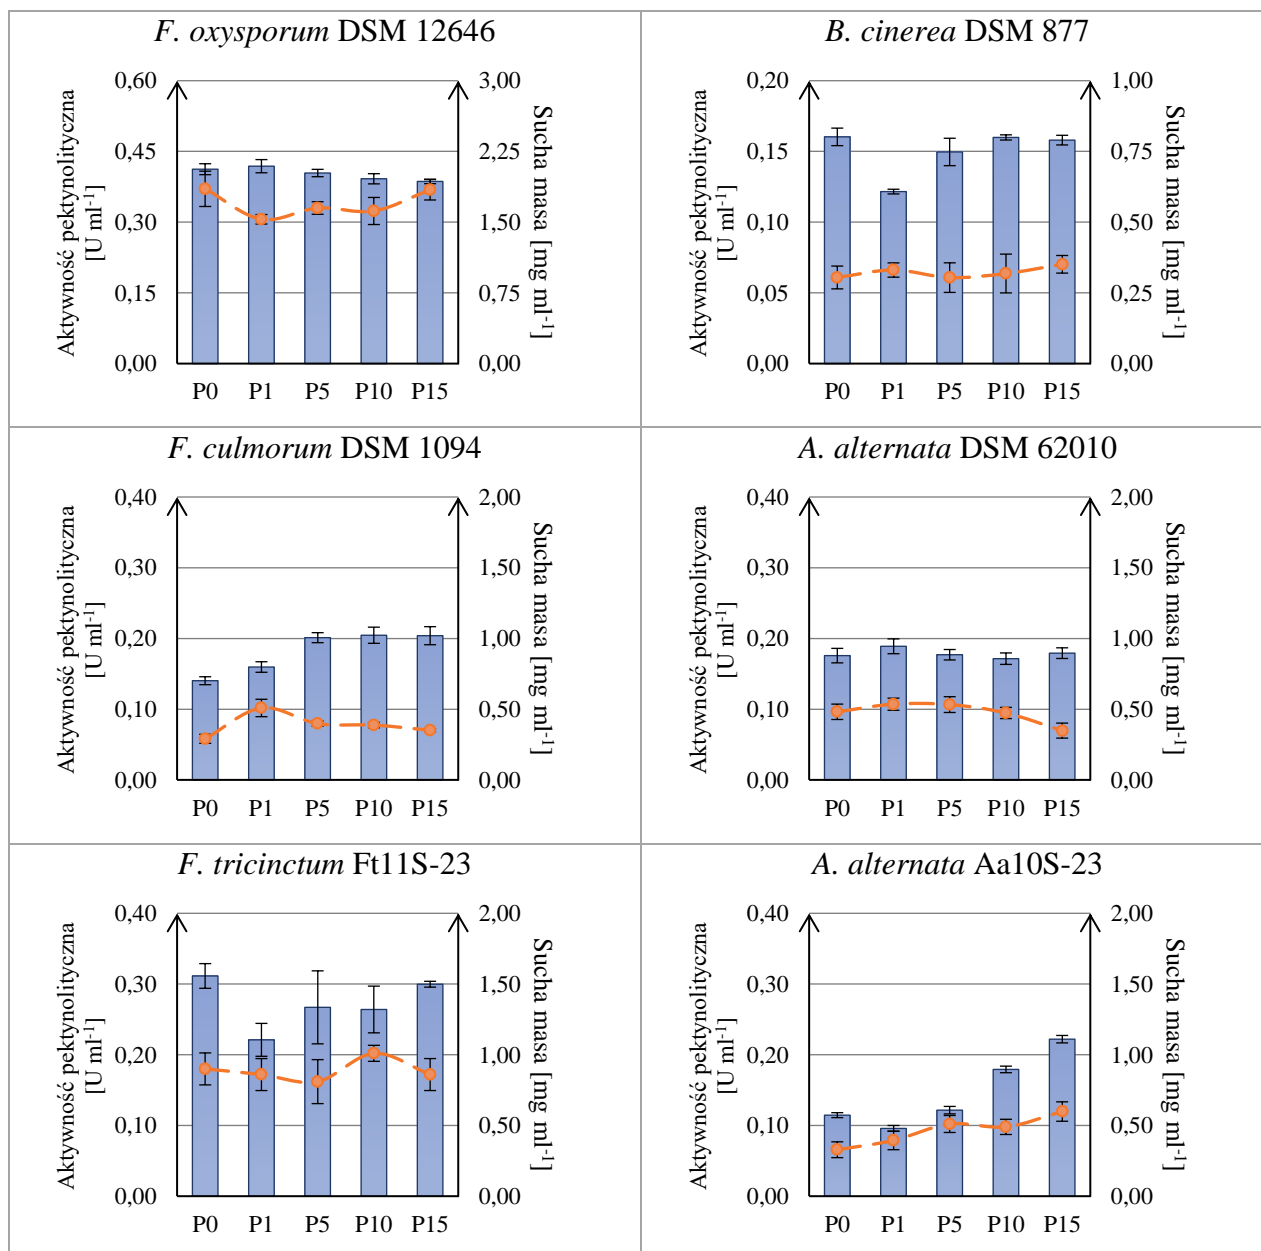 F. oxysporum DSM 12646
Aktywność pektynolityczna
[U ml-1]
0,60
0,45
0,30
0,15
0,00
3,00
2,25
1,50
0,75
0,00
Sucha masa [mg ml-1]
P0 P1 P5 P10 P15
B. cinerea DSM 877
Aktywność pektynolityczna
[U ml-1]
0,20
0,15
0,10
0,05
0,00
1,00
0,75
0,50
0,25
0,00
Sucha masa [mg ml-1]
P0 P1 P5 P10 P15
F. culmorum DSM 1094
Aktywność pektynolityczna
[U ml-1]
0,40
0,30
0,20
0,10
0,00
2,00
1,50
1,00
0,50
0,00
Sucha masa [mg ml-1]
P0 P1 P5 P10 P15
A. alternata DSM 62010
Aktywność pektynolityczna
[U ml-1]
0,40
0,30
0,20
0,10
0,00
2,00
1,50
1,00
0,50
0,00
Sucha masa [mg ml-1]
P0 P1 P5 P10 P15
F. tricinctum Ft11S-23
Aktywność pektynolityczna
[U ml-1]
0,40
0,30
0,20
0,10
0,00
2,00
1,50
1,00
0,50
0,00
Sucha masa [mg ml-1]
P0 P1 P5 P10 P15
A. alternata Aa10S-23
Aktywność pektynolityczna
[U ml-1]
0,40
0,30
0,20
0,10
0,00
2,00
1,50
1,00
0,50
0,00
Sucha masa [mg ml-1]
P0 P1 P5 P10 P15